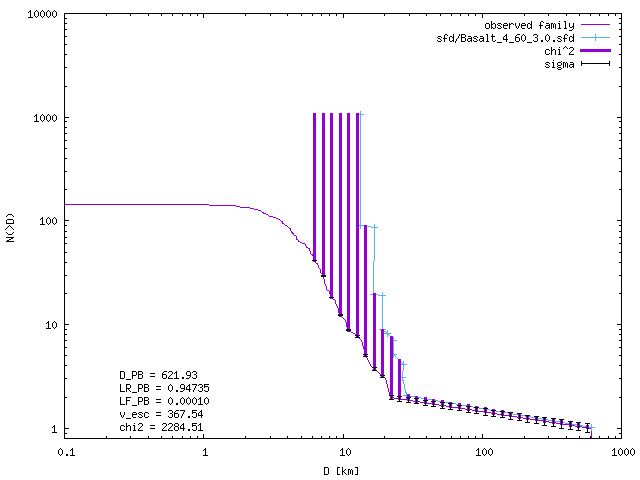 10000
1000
100
10
1
N(>D)
observed family
sfd/Basalt_4_60_3.0.sfd
chi^2
sigma
D_PB = 621.93
LR_PB = 0.94735
LF_PB = 0.00010
v_esc = 367.54
chi2 = 2284.51
0.1 1 10 100 1000
D [km]